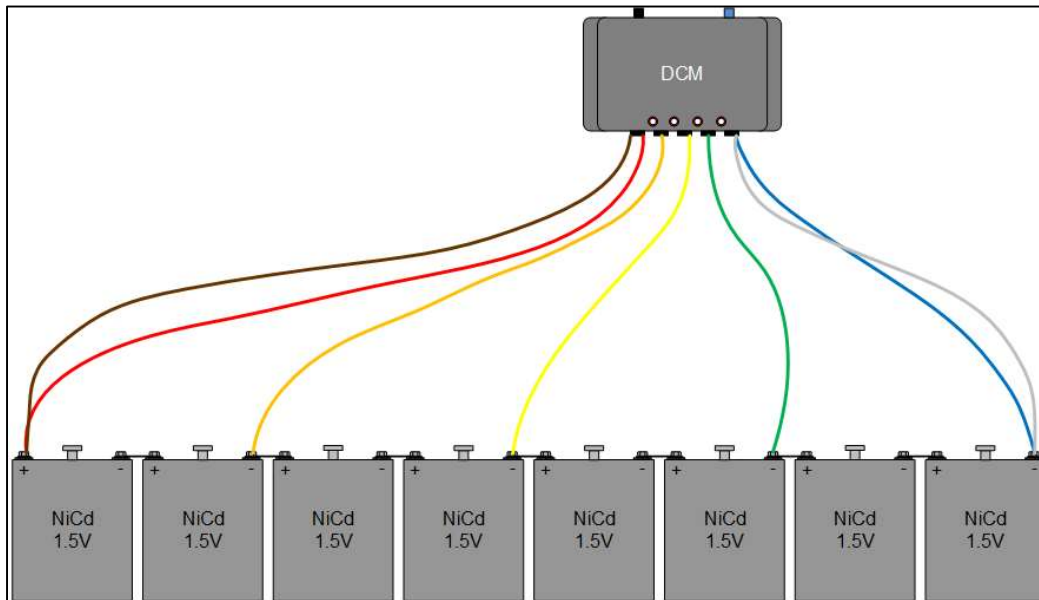 DCM
+ -
NiCd
1.5V
+ -
NiCd
1.5V
+ -
NiCd
1.5V
+ -
NiCd
1.5V
+ -
NiCd
1.5V
+ -
NiCd
1.5V
+ -
NiCd
1.5V
+ -
NiCd
1.5V